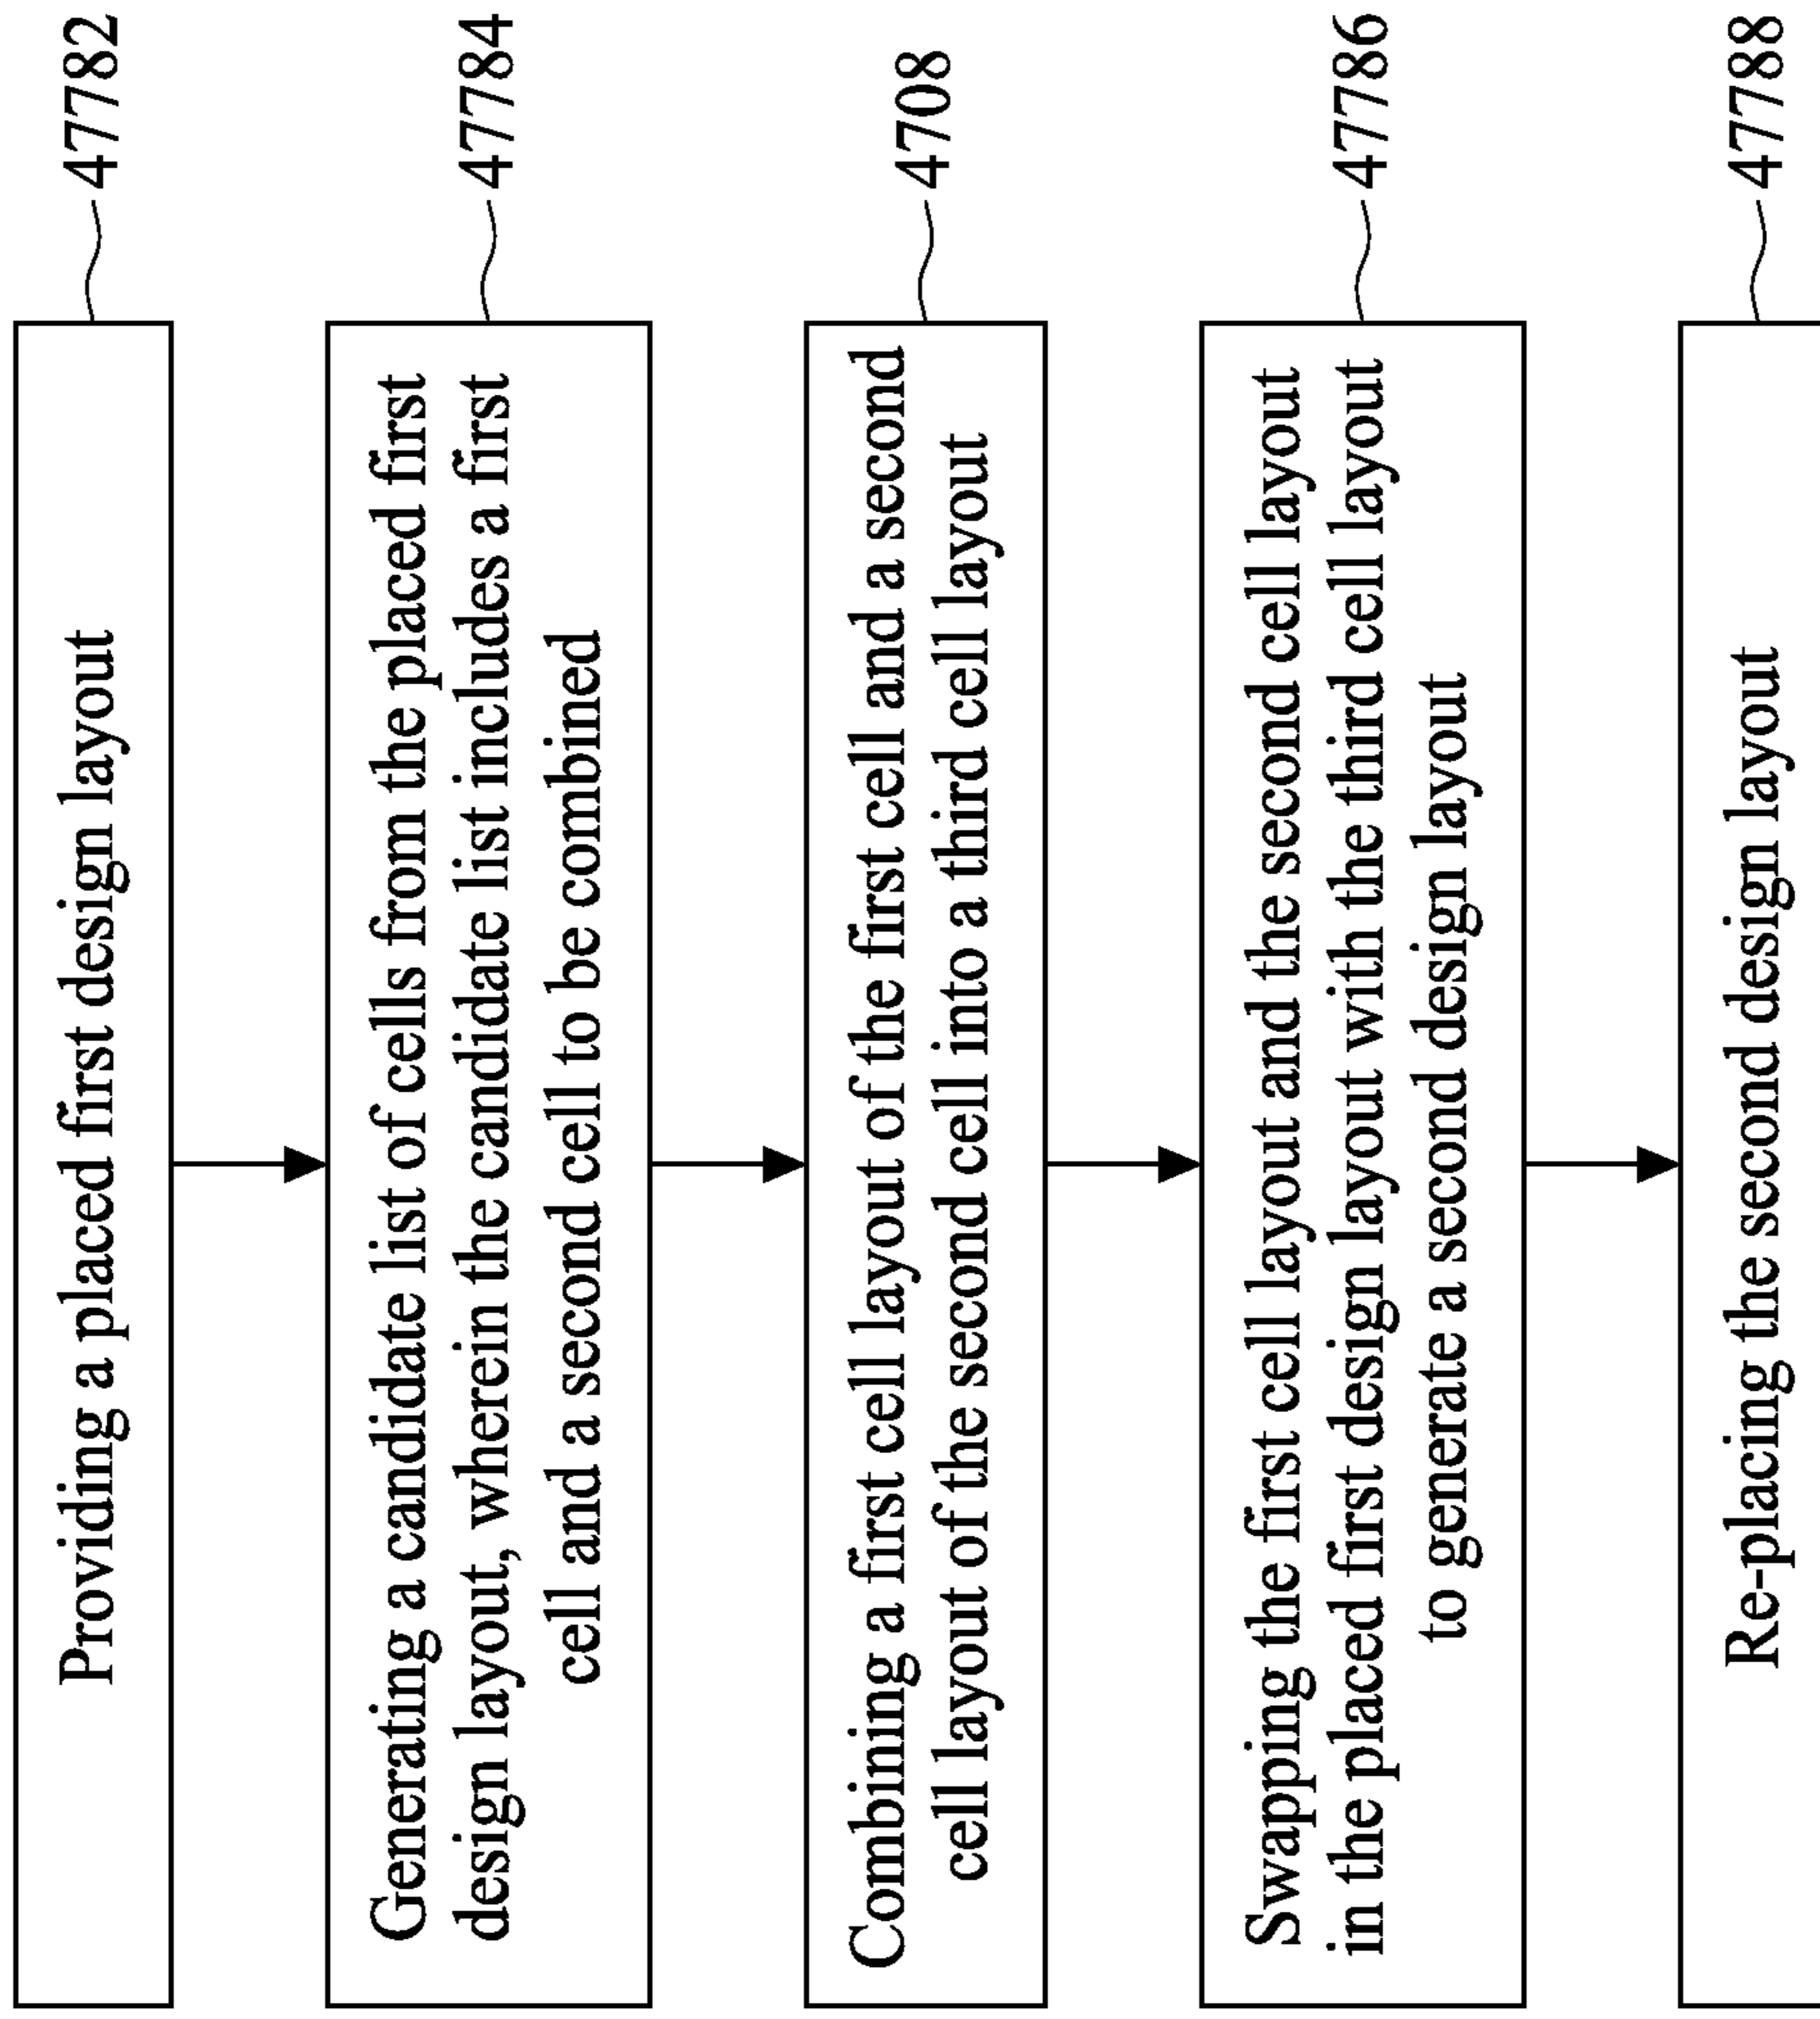 Providing a placed first design layout
47782
Generating a candidate list of cells from the placed first
design layout, wherein the candidate list includes a first
cell and a second cell to be combined
47784
Combining a first cell layout of the first cell and a second
cell layout of the second cell into a third cell layout
4708
Swapping the first cell layout and the second cell layout
in the placed first design layout with the third cell layout
to generate a second design layout
47786
Re-placing the second design layout
47788